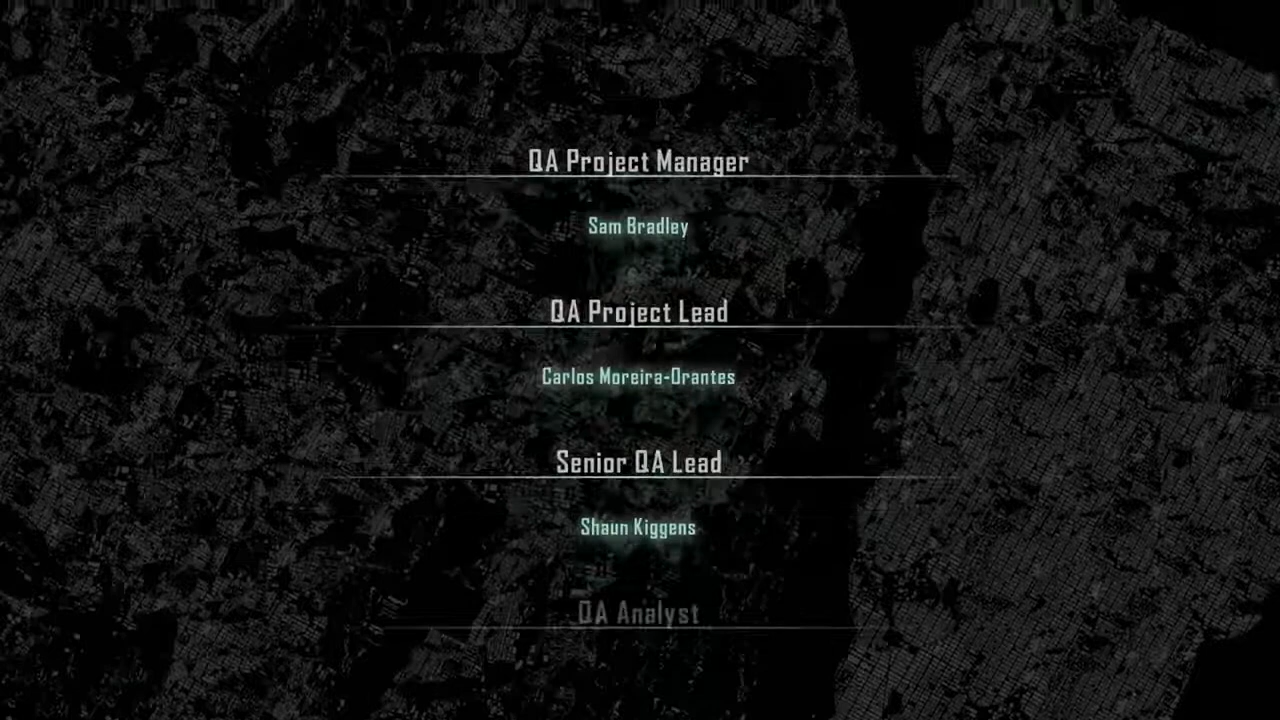 QA Project Manager
Sam Bradley
QA Project Lead
Carlos Moreira-Orantes
Senior QA Lead
Shaun Kiggens
QA Analyst